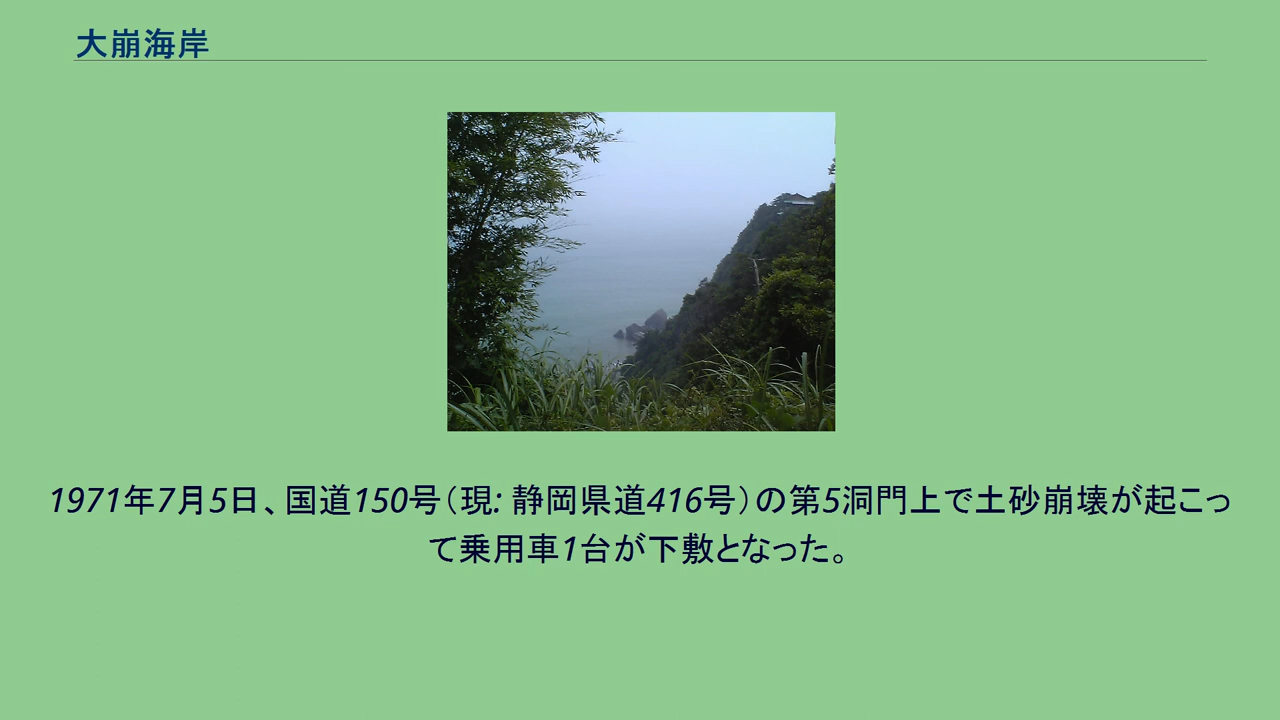 大崩海岸
1971年7月5日、国道150号（現: 静岡県道416号）の第5洞門上で土砂崩壊が起こっ
て乗用車1台が下敷となった。